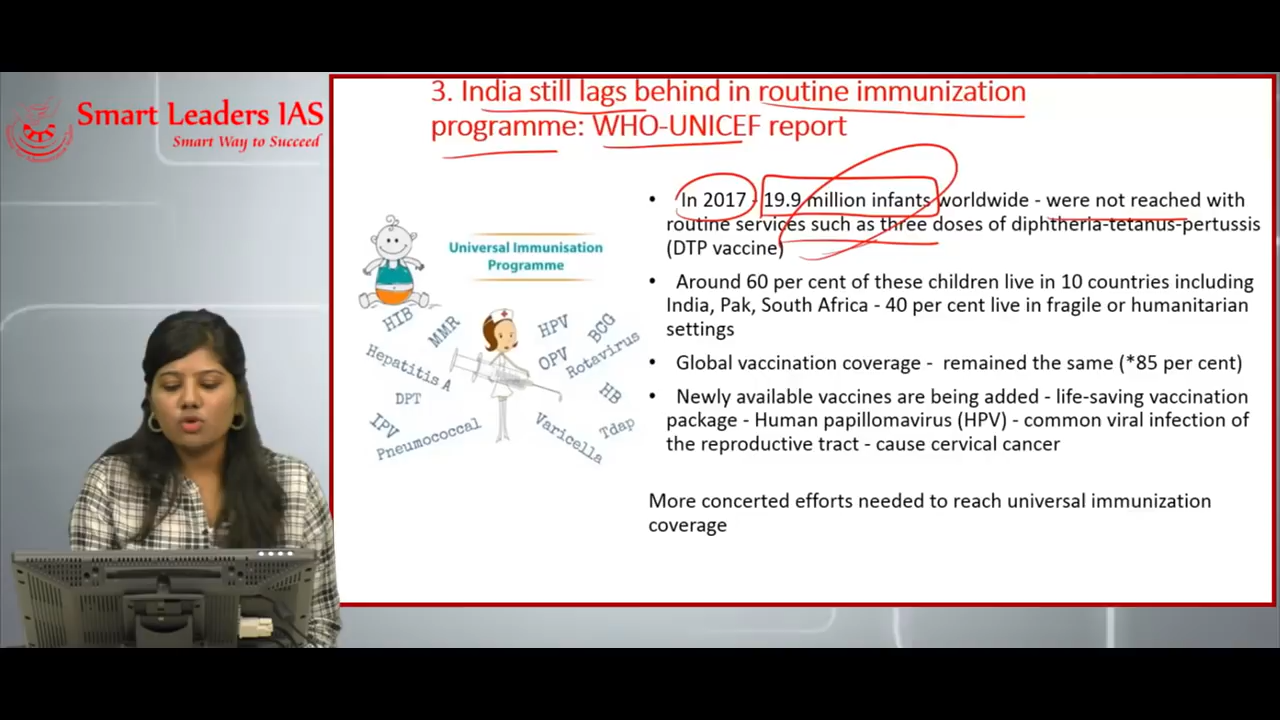 Smart Leaders IAS
Smart Way to Succeed
3. India still lags behind in routine immunization
programme: WHO-UNICEF report
• In 2017 - 19.9 million infants worldwide - were not reached with
routine services such as three doses of diphtheria-tetanus-pertussis
(DTP vaccine)
• Around 60 per cent of these children live in 10 countries including
India, Pak, South Africa - 40 per cent live in fragile or humanitarian
settings
• Global vaccination coverage - remained the same (*85 per cent)
• Newly available vaccines are being added - life-saving vaccination
package - Human papillomavirus (HPV) - common viral infection of
the reproductive tract - cause cervical cancer
More concerted efforts needed to reach universal immunization
coverage
Universal Immunisation
Programme
HIB
MMR
Hepatitis A
DPT
IPV
Pneumococcal
HPV
BCG
OPV
Rotavirus
HB
Varicella
Tdap